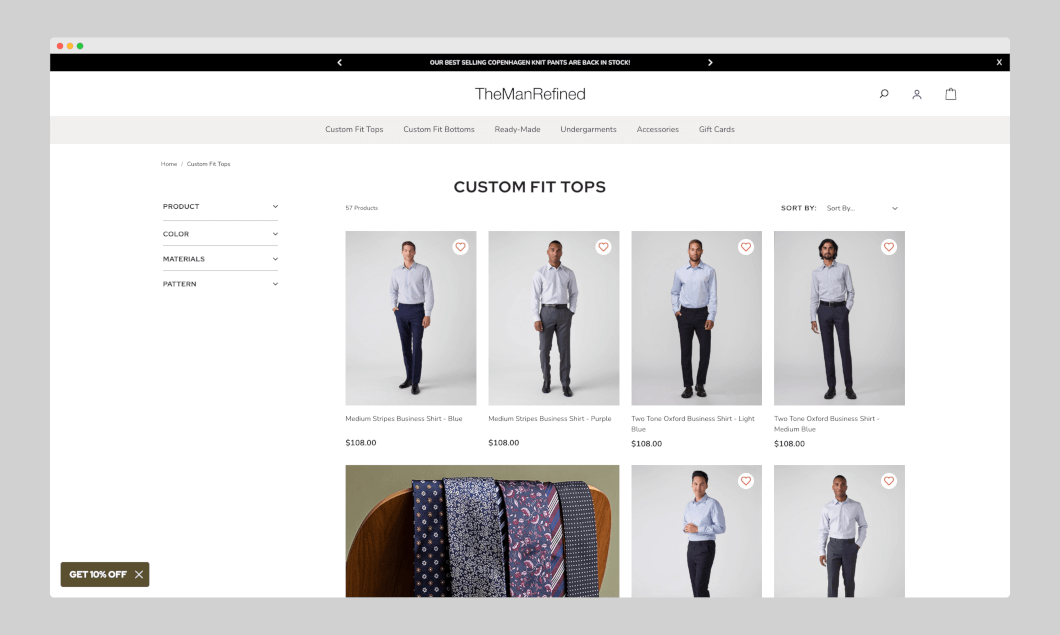 OUR BEST SELLING COPENHAGEN KNIT PANTS ARE BACK IN STOCK!
X
TheManRefined
Custom Fit Tops
Custom Fit Bottoms
Ready-Made
Undergarments
Accessories
Gift Cards
Home / Custom Fit Tops
CUSTOM FIT TOPS
PRODUCT
COLOR
MATERIALS
PATTERN
57 Products
SORT BY: Sort By...
Medium Stripes Business Shirt - Blue
$108.00
Medium Stripes Business Shirt - Purple
$108.00
Two Tone Oxford Business Shirt - Light
Blue
$108.00
Two Tone Oxford Business Shirt -
Medium Blue
$108.00
GET 10% OFF